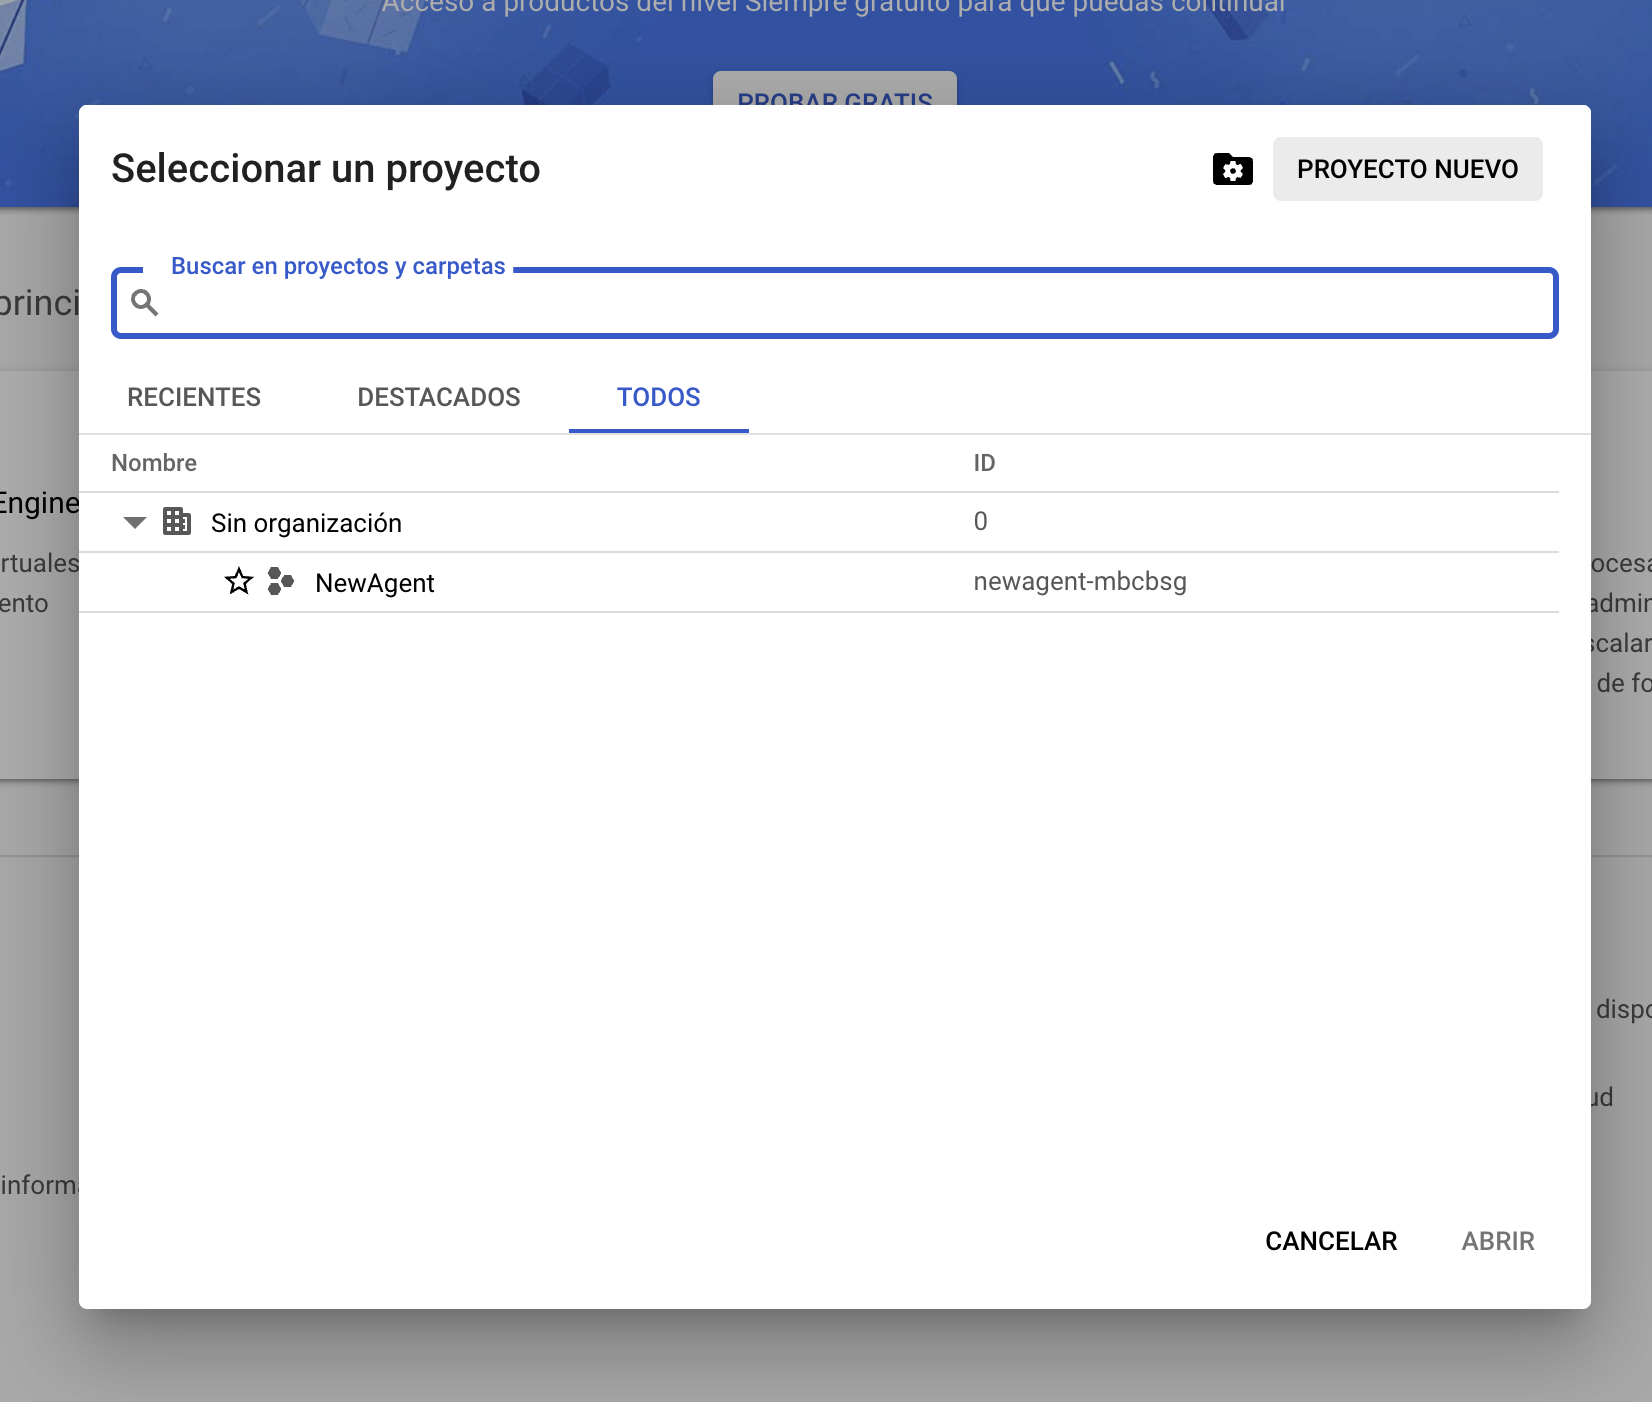 Acceso a productos del nivel Siempre gratuito para que puedas continuar
PROBAR GRATIS
Seleccionar un proyecto
PROYECTO NUEVO
Buscar en proyectos y carpetas
RECIENTES
DESTACADOS
TODOS
Nombre
ID
Sin organización
0
NewAgent
newagent-mbcbsg
CANCELAR
ABRIR
princi
Engine
rtuales
ento
informa
ocesa
admin
scalar
de fo
dispo
ud